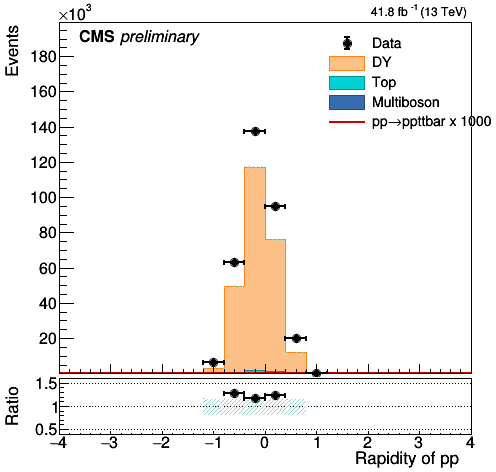 ×10³
41.8 fb⁻¹ (13 TeV)
Events
CMS preliminary
180
160
140
120
100
80
60
40
20
Data
DY
Top
Multiboson
pp→ppttbar x 1000
Ratio
1.5
1
0.5
−4 −3 −2 −1 0 1 2 3 4
Rapidity of pp